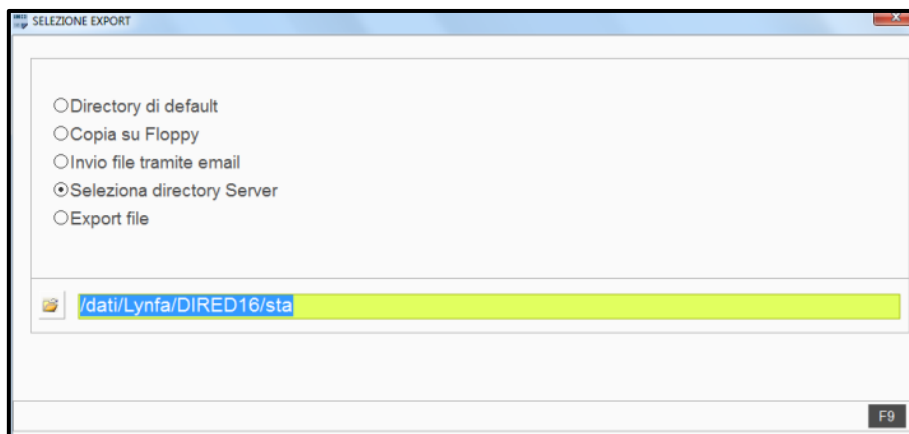 SELEZIONE EXPORT
Directory di default
Copia su Floppy
Invio file tramite email
Seleziona directory Server
Export file
/dati/Lynfa/DIRED16/sta
F9